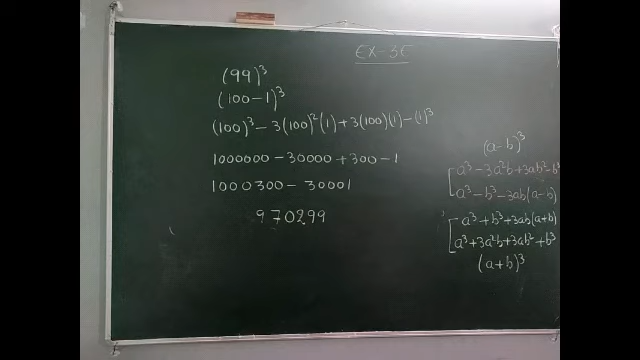 EX-3E
(99)³
(100-1)³
(100)³ - 3(100)²(1) + 3(100)(1) - (1)³
1000000 - 30000 + 300 - 1
1000300 - 30001
970299
(a-b)³
a³ - 3a²b + 3ab² - b³
a³ - b³ - 3ab(a-b)
a³ + b³ + 3ab(a+b)
a³ + 3a²b + 3ab² + b³
(a+b)³